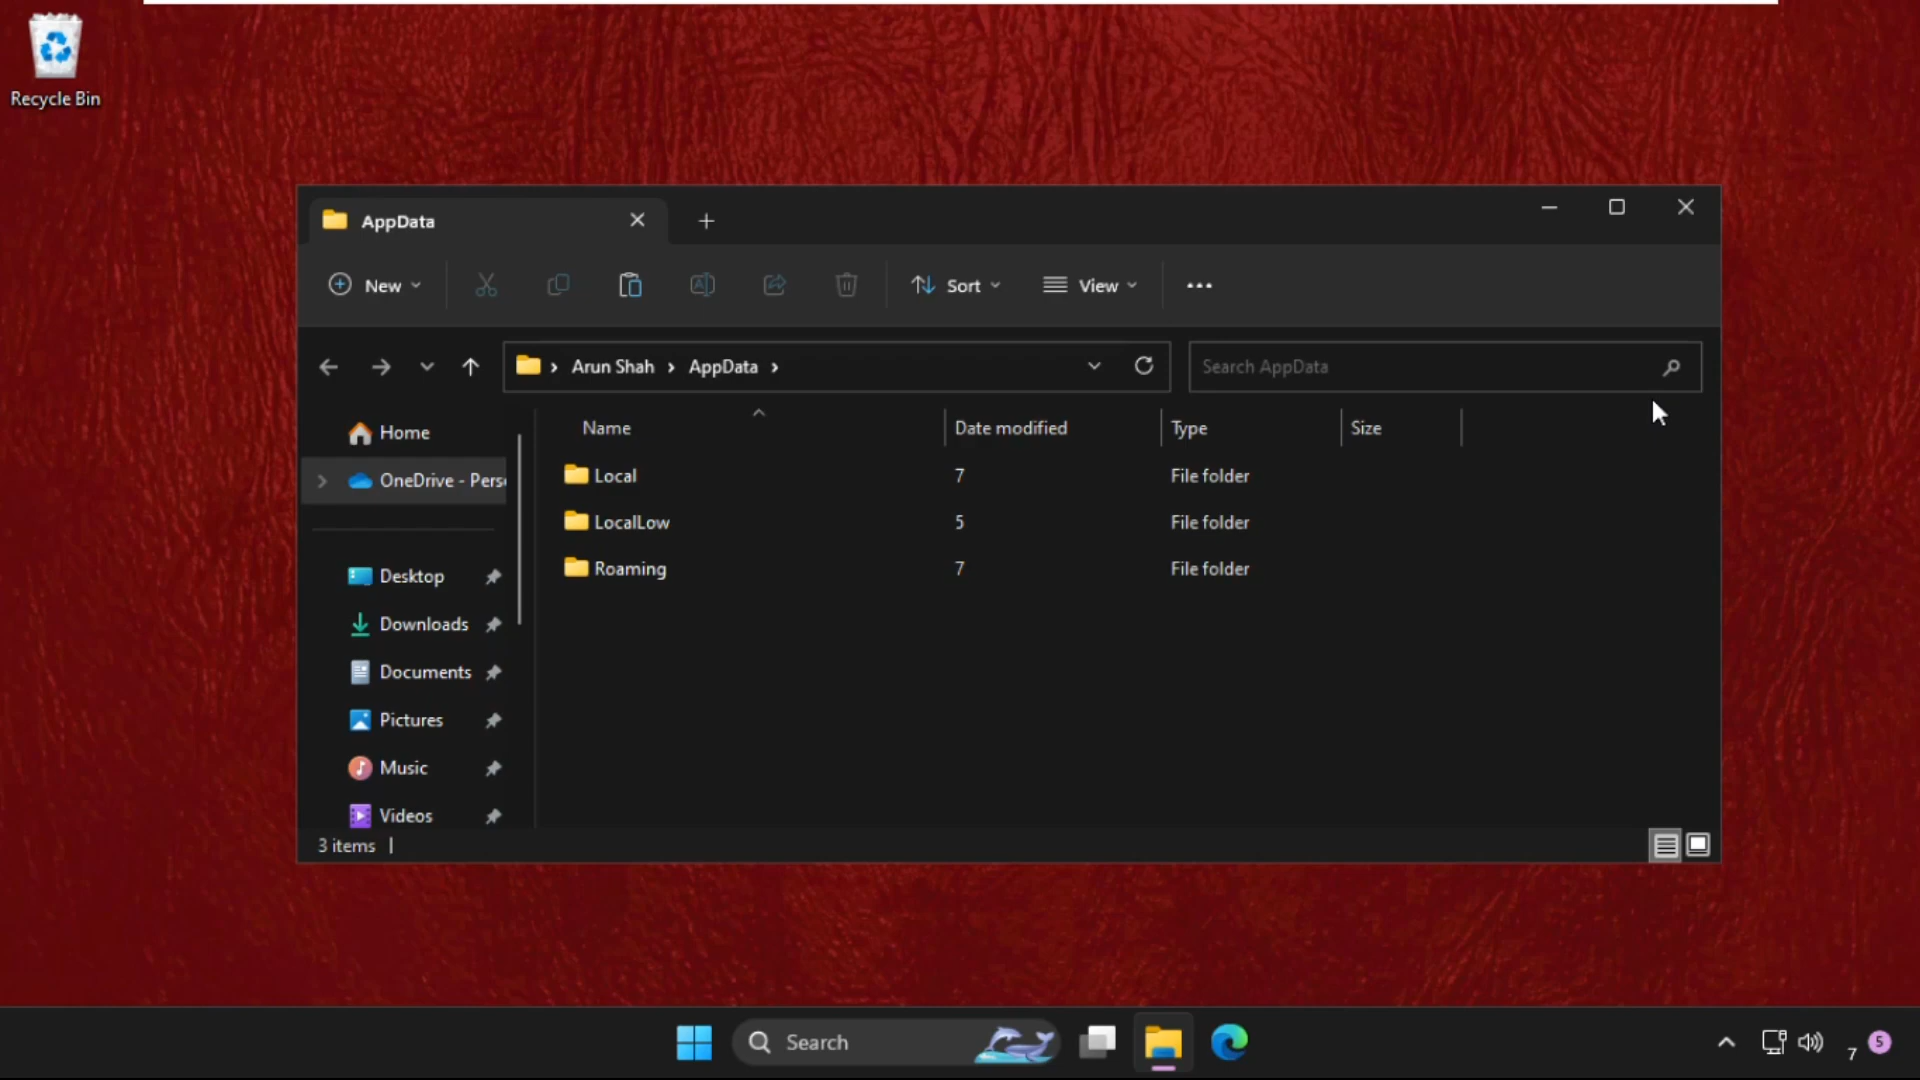 Recycle Bin
AppData
New
Sort
View
Arun Shah
AppData
Search AppData
Home
OneDrive - Pers
Desktop
Downloads
Documents
Pictures
Music
Videos
Name
Date modified
Type
Size
Local
7
File folder
LocalLow
5
File folder
Roaming
7
File folder
3 items
Search
7
5